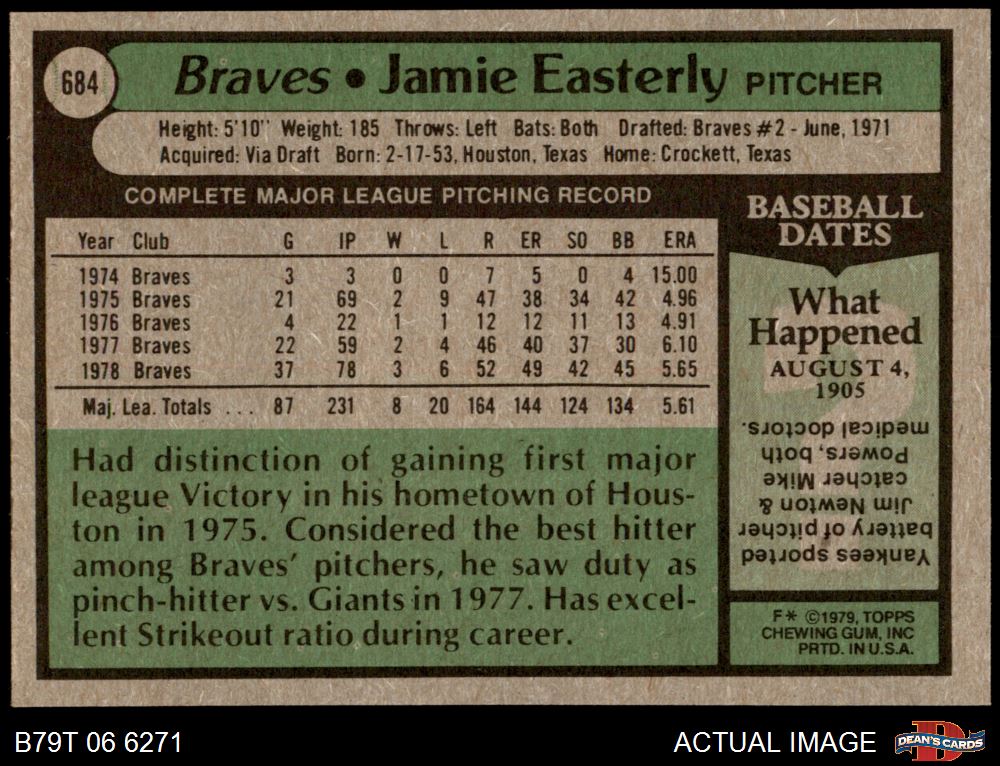 684
Braves • Jamie Easterly PITCHER
Height: 5'10" Weight: 185 Throws: Left Bats: Both Drafted: Braves #2 - June, 1971
Acquired: Via Draft Born: 2-17-53, Houston, Texas Home: Crockett, Texas
COMPLETE MAJOR LEAGUE PITCHING RECORD
Year Club G IP W L R ER SO BB ERA
1974 Braves 3 3 0 0 7 5 0 4 15.00
1975 Braves 21 69 2 9 47 38 34 42 4.96
1976 Braves 4 22 1 1 12 12 11 13 4.91
1977 Braves 22 59 2 4 46 40 37 30 6.10
1978 Braves 37 78 3 6 52 49 42 45 5.65
Maj. Lea. Totals ... 87 231 8 20 164 144 124 134 5.61
Had distinction of gaining first major
league Victory in his hometown of Hous-
ton in 1975. Considered the best hitter
among Braves' pitchers, he saw duty as
pinch-hitter vs. Giants in 1977. Has excel-
lent Strikeout ratio during career.
BASEBALL
DATES
What
Happened
AUGUST 4,
1905
Yankees sported
battery of pitcher
Jim Newton &
catcher Mike
Powers, both
medical doctors.
F* ©1979, TOPPS
CHEWING GUM, INC
PRTD. IN U.S.A.
B79T 06 6271
ACTUAL IMAGE
DEAN'S CARDS